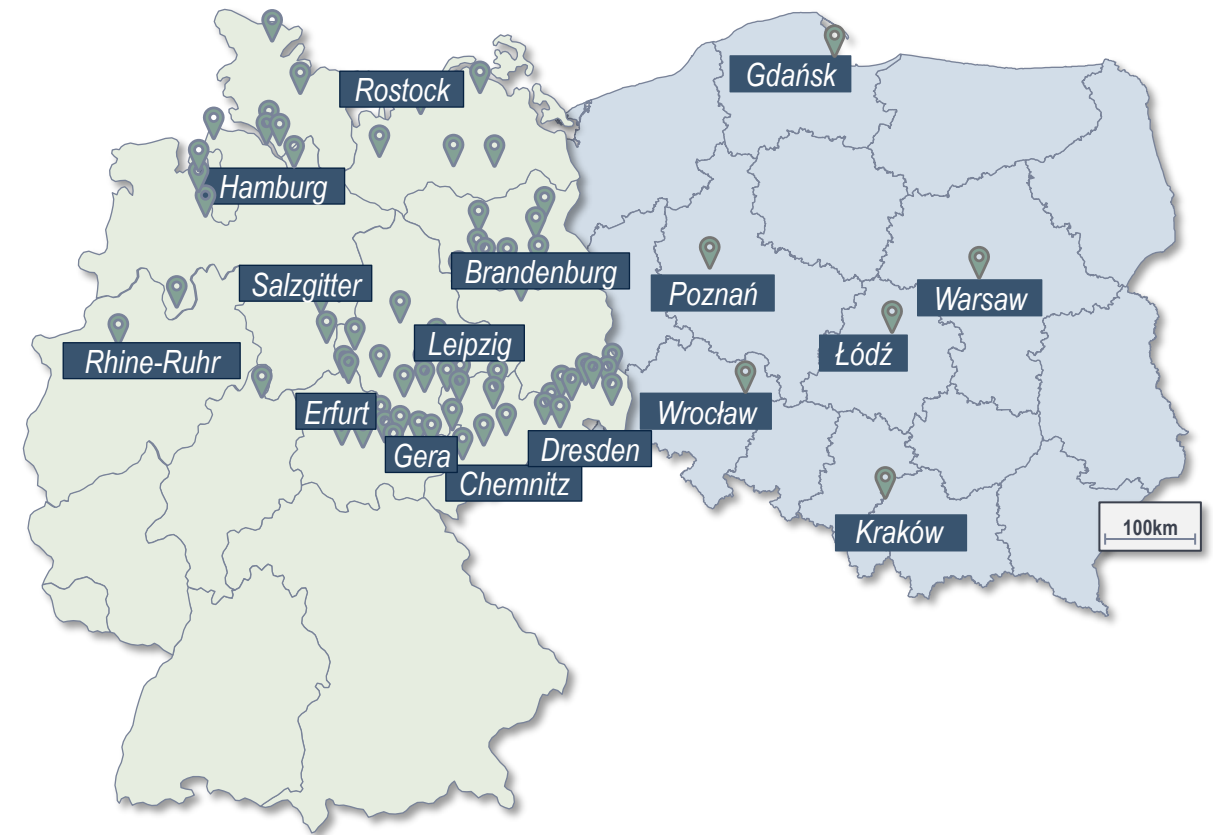 Gdańsk
Rostock
Hamburg
Salzgitter
Brandenburg
Poznań
Warsaw
Rhine-Ruhr
Leipzig
Łódź
Erfurt
Wrocław
Gera
Dresden
Chemnitz
Kraków
100km